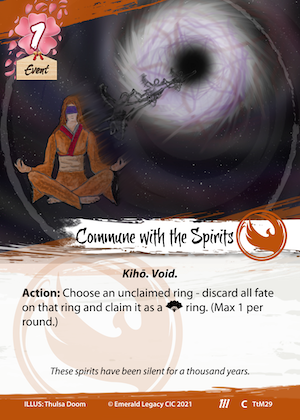 1
Event
Commune with the Spirits
Kihō. Void.
Action: Choose an unclaimed ring - discard all fate
on that ring and claim it as a ring. (Max 1 per
round.)
These spirits have been silent for a thousand years.
ILLUS: Thulsa Doom © Emerald Legacy CIC 2021 C TtM29